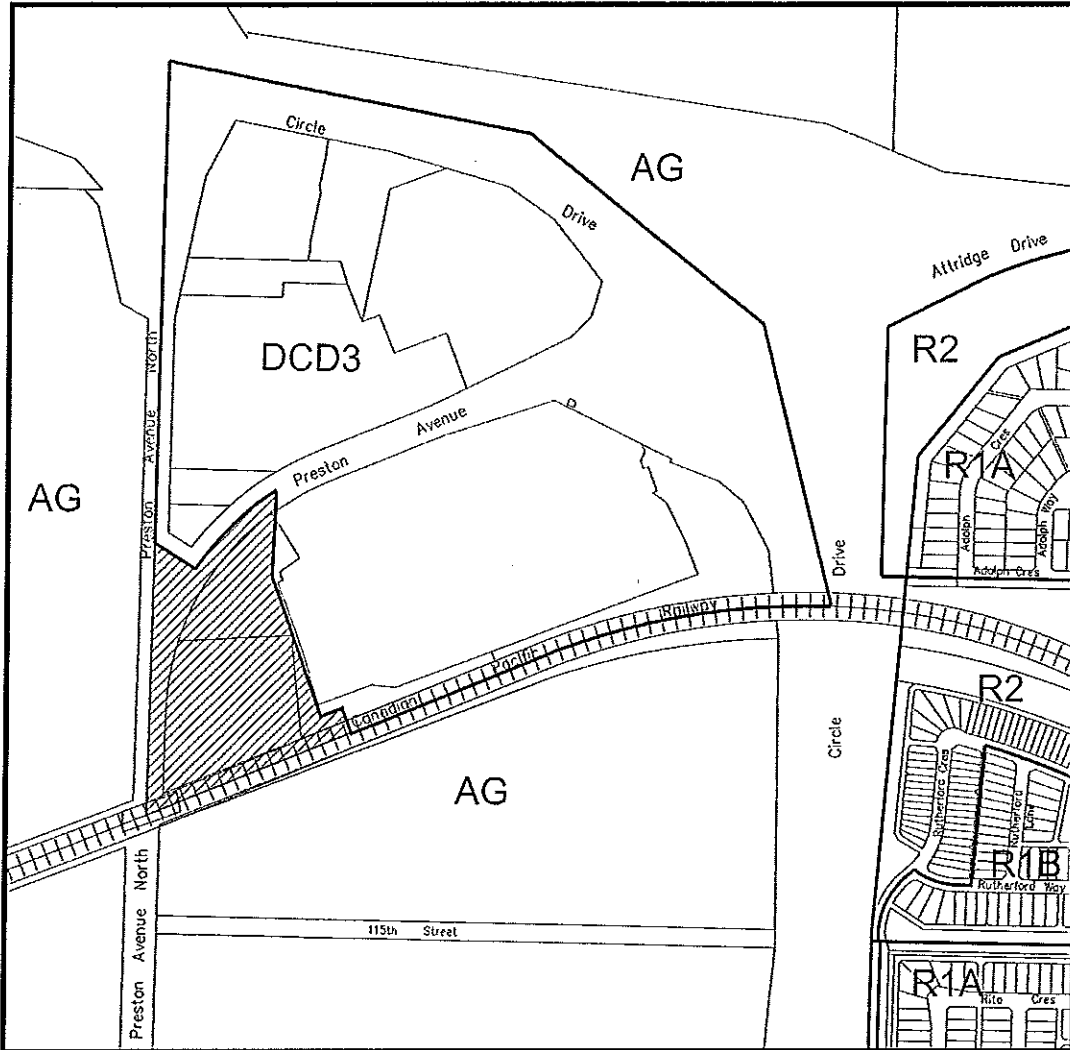 Circle
Drive
AG
Attridge Drive
R2
DCD3
Preston Avenue North
Preston Avenue
R1A
Cres
Adolph
Adolph Way
Adolph Cres
AG
Drive
Canadian Pacific Railway
R2
Circle
AG
Rutherford Cres
Rutherford Lane
R1B
Rutherford Way
Preston Avenue North
115th Street
R1A
Rita Cres